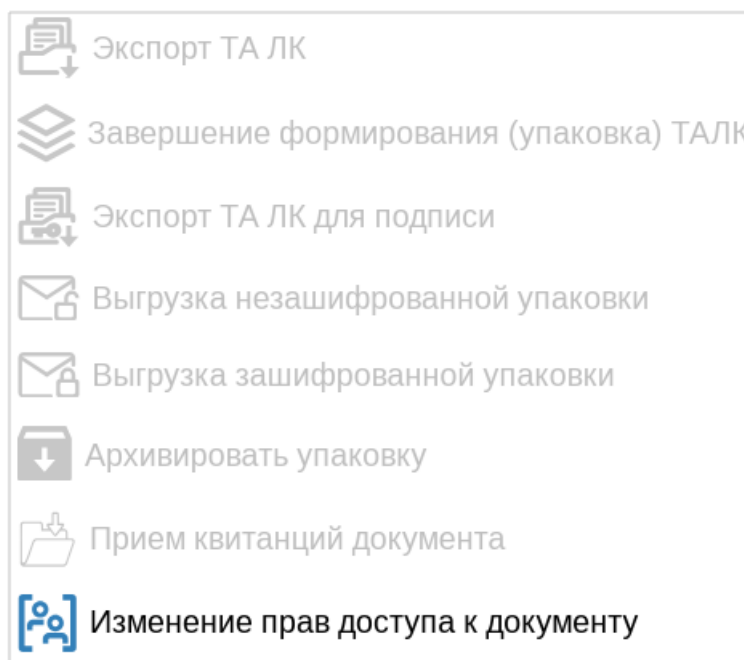 Экспорт ТА ЛК
Завершение формирования (упаковка) ТАЛК
Экспорт ТА ЛК для подписи
Выгрузка незашифрованной упаковки
Выгрузка зашифрованной упаковки
Архивировать упаковку
Прием квитанций документа
Изменение прав доступа к документу